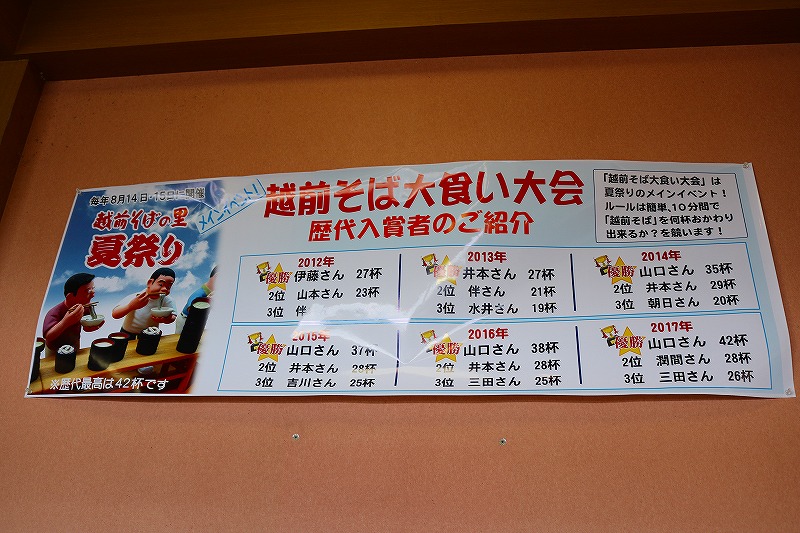 毎年8月14日・15日に開催
越前そばの里
夏祭り
メインイベント!
※歴代最高は42杯です
越前そば大食い大会
歴代入賞者のご紹介
「越前そば大食い大会」は
夏祭りのメインイベント!
ルールは簡単、10分間で
「越前そば」を何杯おかわり
出来るか?を競います!
2012年
優勝 伊藤さん 27杯
2位 山本さん 23杯
3位 伴
2013年
優勝 井本さん 27杯
2位 伴さん 21杯
3位 水井さん 19杯
2014年
優勝 山口さん 35杯
2位 井本さん 29杯
3位 朝日さん 20杯
2015年
優勝 山口さん 37杯
2位 井本さん 28杯
3位 吉川さん 25杯
2016年
優勝 山口さん 38杯
2位 井本さん 28杯
3位 三田さん 25杯
2017年
優勝 山口さん 42杯
2位 潤間さん 28杯
3位 三田さん 26杯